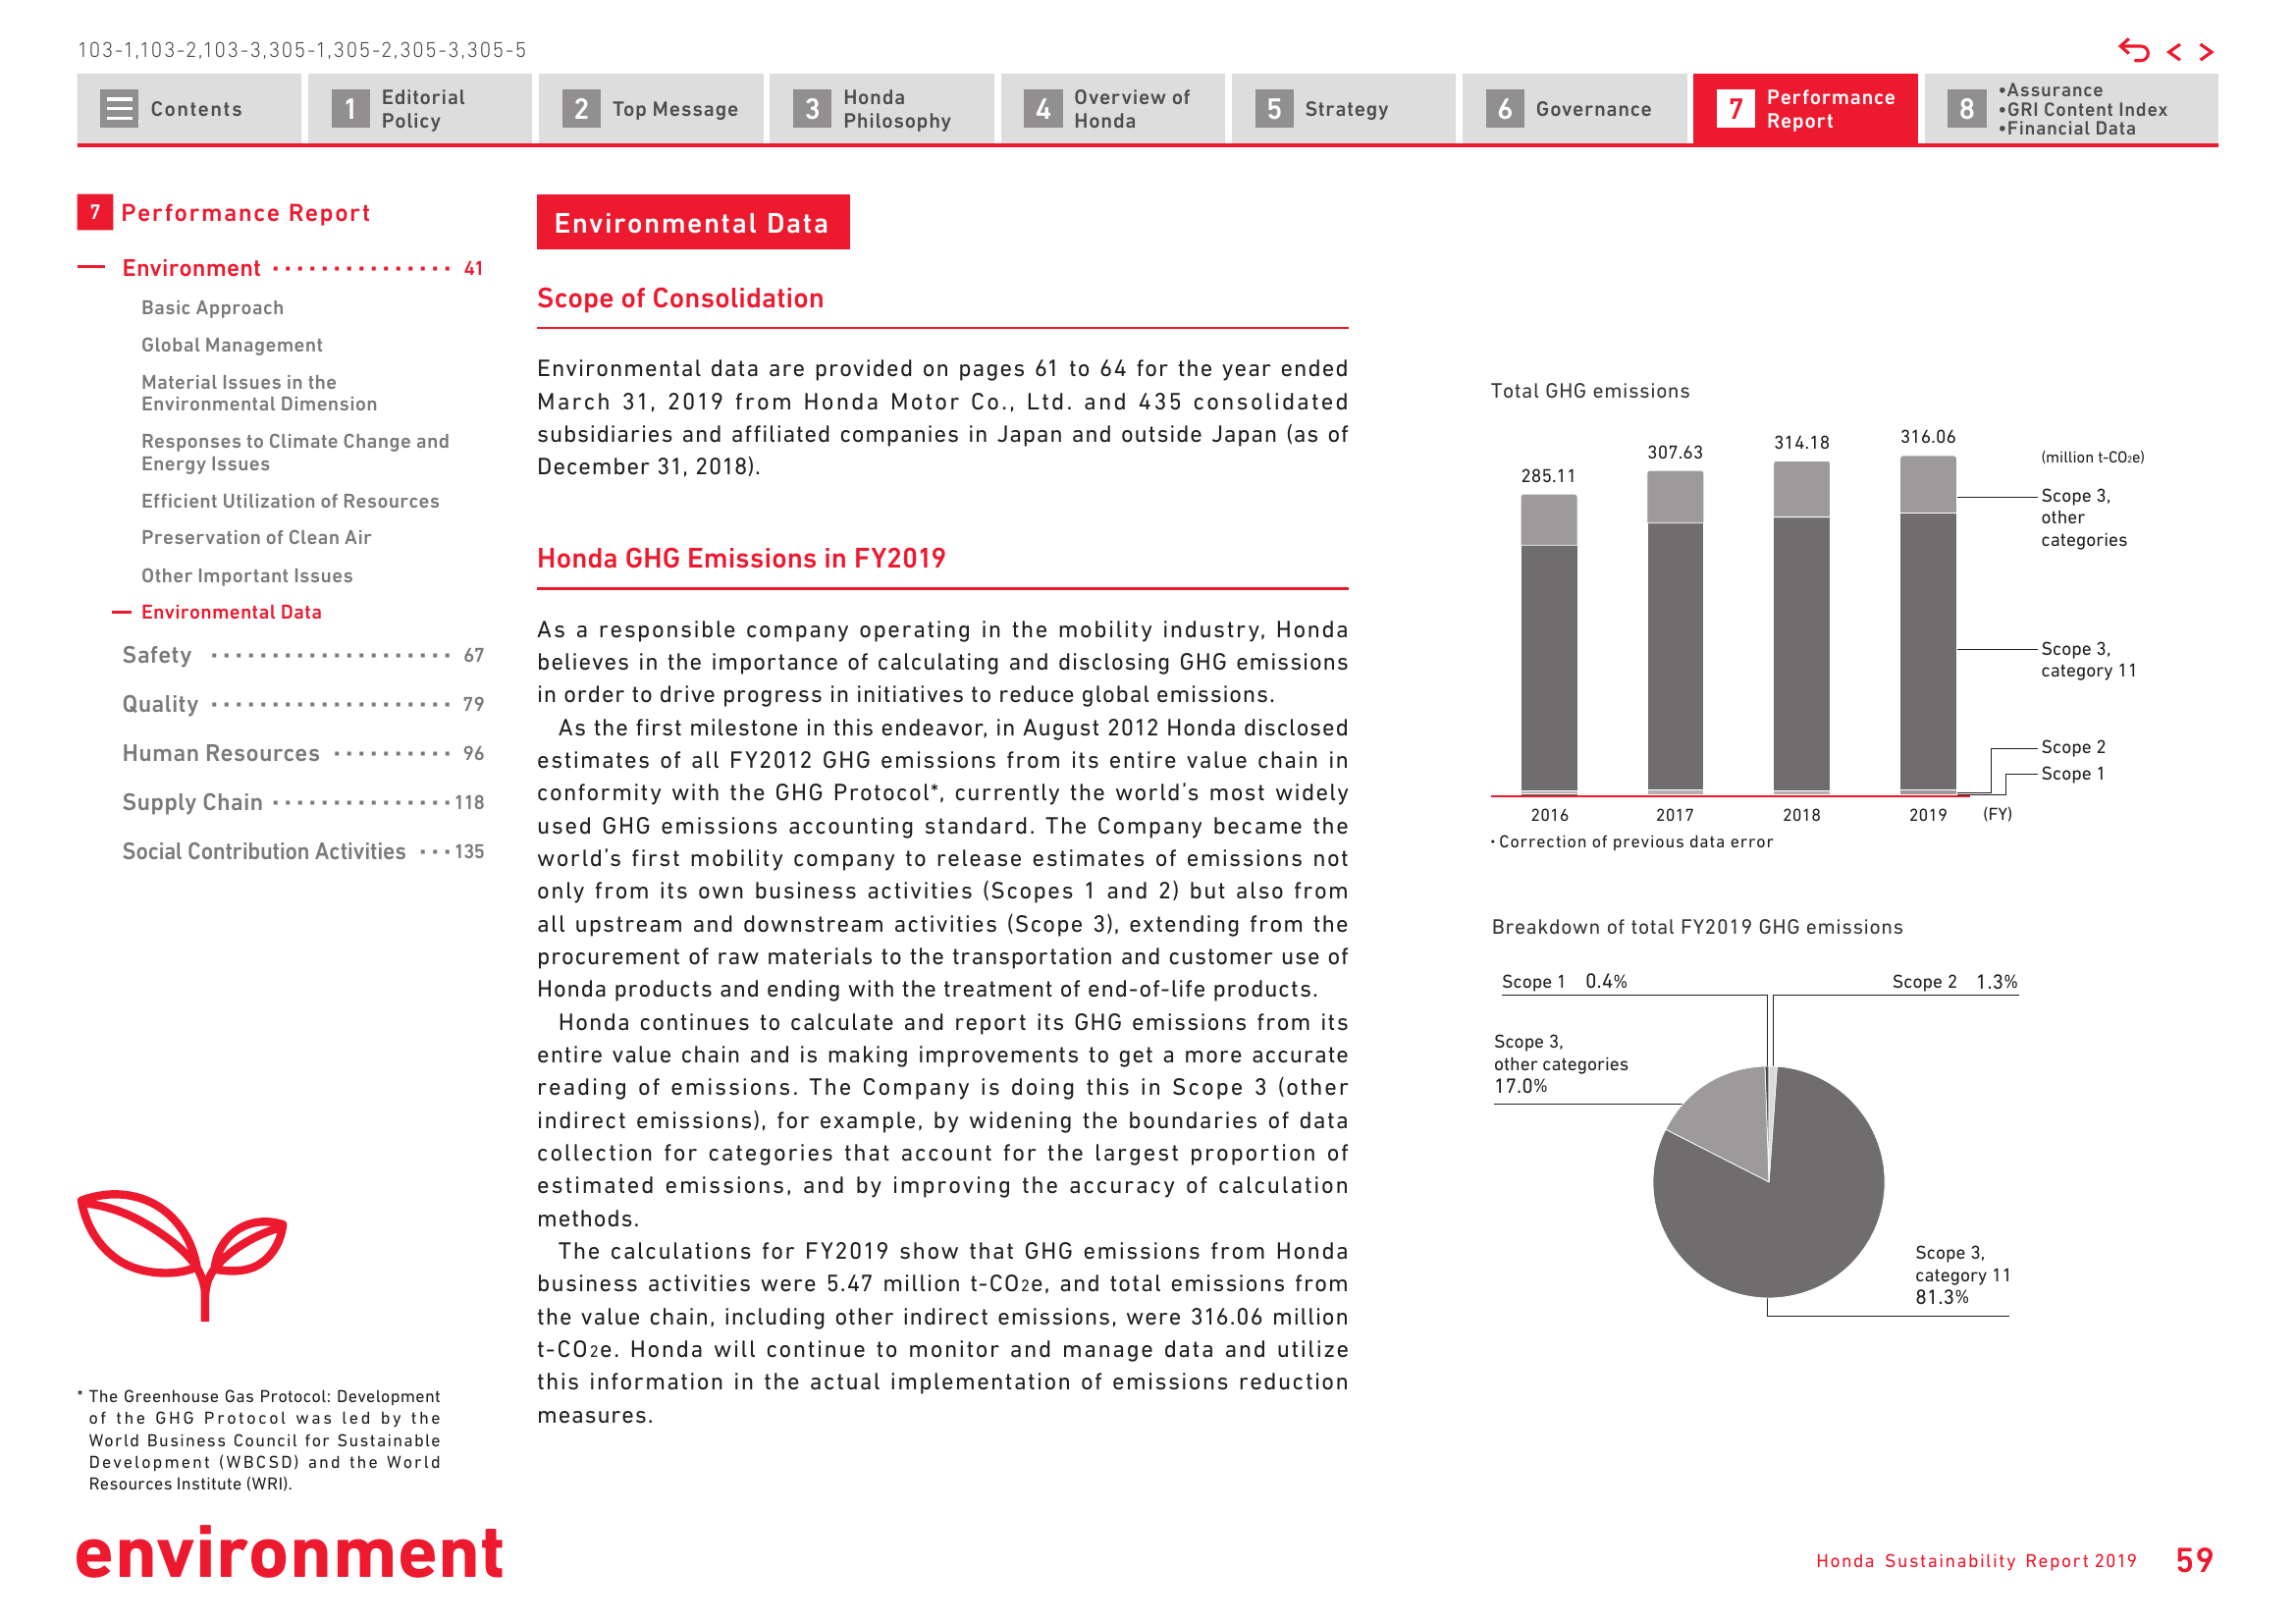 103-1,103-2,103-3,305-1,305-2,305-3,305-5
Contents
1 Editorial
Policy
2 Top Message
3 Honda
Philosophy
4 Overview of
Honda
5 Strategy
6 Governance
7 Performance
Report
8 •Assurance
•GRI Content Index
•Financial Data
7 Performance Report
Environment ··············· 41
Basic Approach
Global Management
Material Issues in the
Environmental Dimension
Responses to Climate Change and
Energy Issues
Efficient Utilization of Resources
Preservation of Clean Air
Other Important Issues
Environmental Data
Safety ···················· 67
Quality ···················· 79
Human Resources ·········· 96
Supply Chain ··············· 118
Social Contribution Activities ··· 135
* The Greenhouse Gas Protocol: Development
of the GHG Protocol was led by the
World Business Council for Sustainable
Development (WBCSD) and the World
Resources Institute (WRI).
environment
Environmental Data
Scope of Consolidation
Environmental data are provided on pages 61 to 64 for the year ended
March 31, 2019 from Honda Motor Co., Ltd. and 435 consolidated
subsidiaries and affiliated companies in Japan and outside Japan (as of
December 31, 2018).
Honda GHG Emissions in FY2019
As a responsible company operating in the mobility industry, Honda
believes in the importance of calculating and disclosing GHG emissions
in order to drive progress in initiatives to reduce global emissions.
As the first milestone in this endeavor, in August 2012 Honda disclosed
estimates of all FY2012 GHG emissions from its entire value chain in
conformity with the GHG Protocol*, currently the world's most widely
used GHG emissions accounting standard. The Company became the
world's first mobility company to release estimates of emissions not
only from its own business activities (Scopes 1 and 2) but also from
all upstream and downstream activities (Scope 3), extending from the
procurement of raw materials to the transportation and customer use of
Honda products and ending with the treatment of end-of-life products.
Honda continues to calculate and report its GHG emissions from its
entire value chain and is making improvements to get a more accurate
reading of emissions. The Company is doing this in Scope 3 (other
indirect emissions), for example, by widening the boundaries of data
collection for categories that account for the largest proportion of
estimated emissions, and by improving the accuracy of calculation
methods.
The calculations for FY2019 show that GHG emissions from Honda
business activities were 5.47 million t-CO2e, and total emissions from
the value chain, including other indirect emissions, were 316.06 million
t-CO2e. Honda will continue to monitor and manage data and utilize
this information in the actual implementation of emissions reduction
measures.
Total GHG emissions
285.11
307.63
314.18
316.06
(million t-CO2e)
Scope 3,
other
categories
Scope 3,
category 11
Scope 2
Scope 1
2016 2017 2018 2019 (FY)
• Correction of previous data error
Breakdown of total FY2019 GHG emissions
Scope 1 0.4%
Scope 2 1.3%
Scope 3,
other categories
17.0%
Scope 3,
category 11
81.3%
Honda Sustainability Report 2019 59